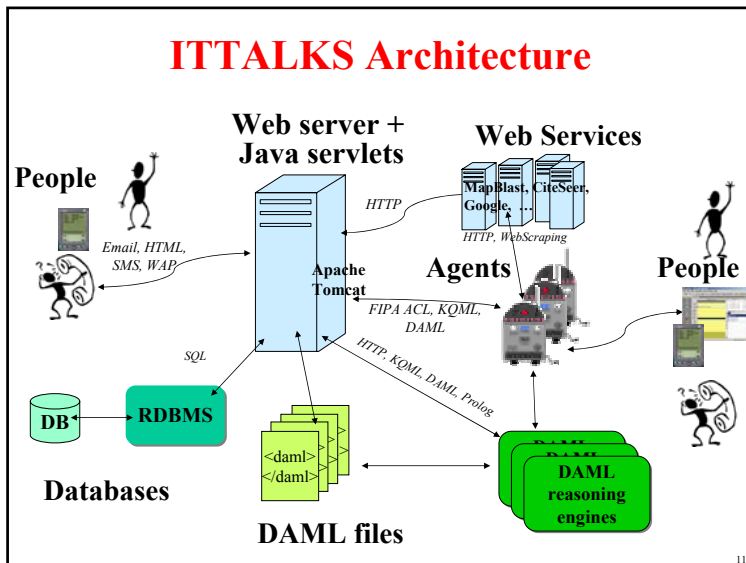 ITTALKS Architecture
Web server +
Java servlets
Web Services
People
MapBlast, CiteSeer,
Google, …
HTTP
HTTP, WebScraping
Email, HTML,
SMS, WAP
Apache
Tomcat
Agents
People
FIPA ACL, KQML,
DAML
SQL
HTTP, KQML, DAML, Prolog
DB
RDBMS
<daml>
</daml>
>
>
>
>
>
>
DAML
DAML
DAML
reasoning
engines
Databases
DAML files
11